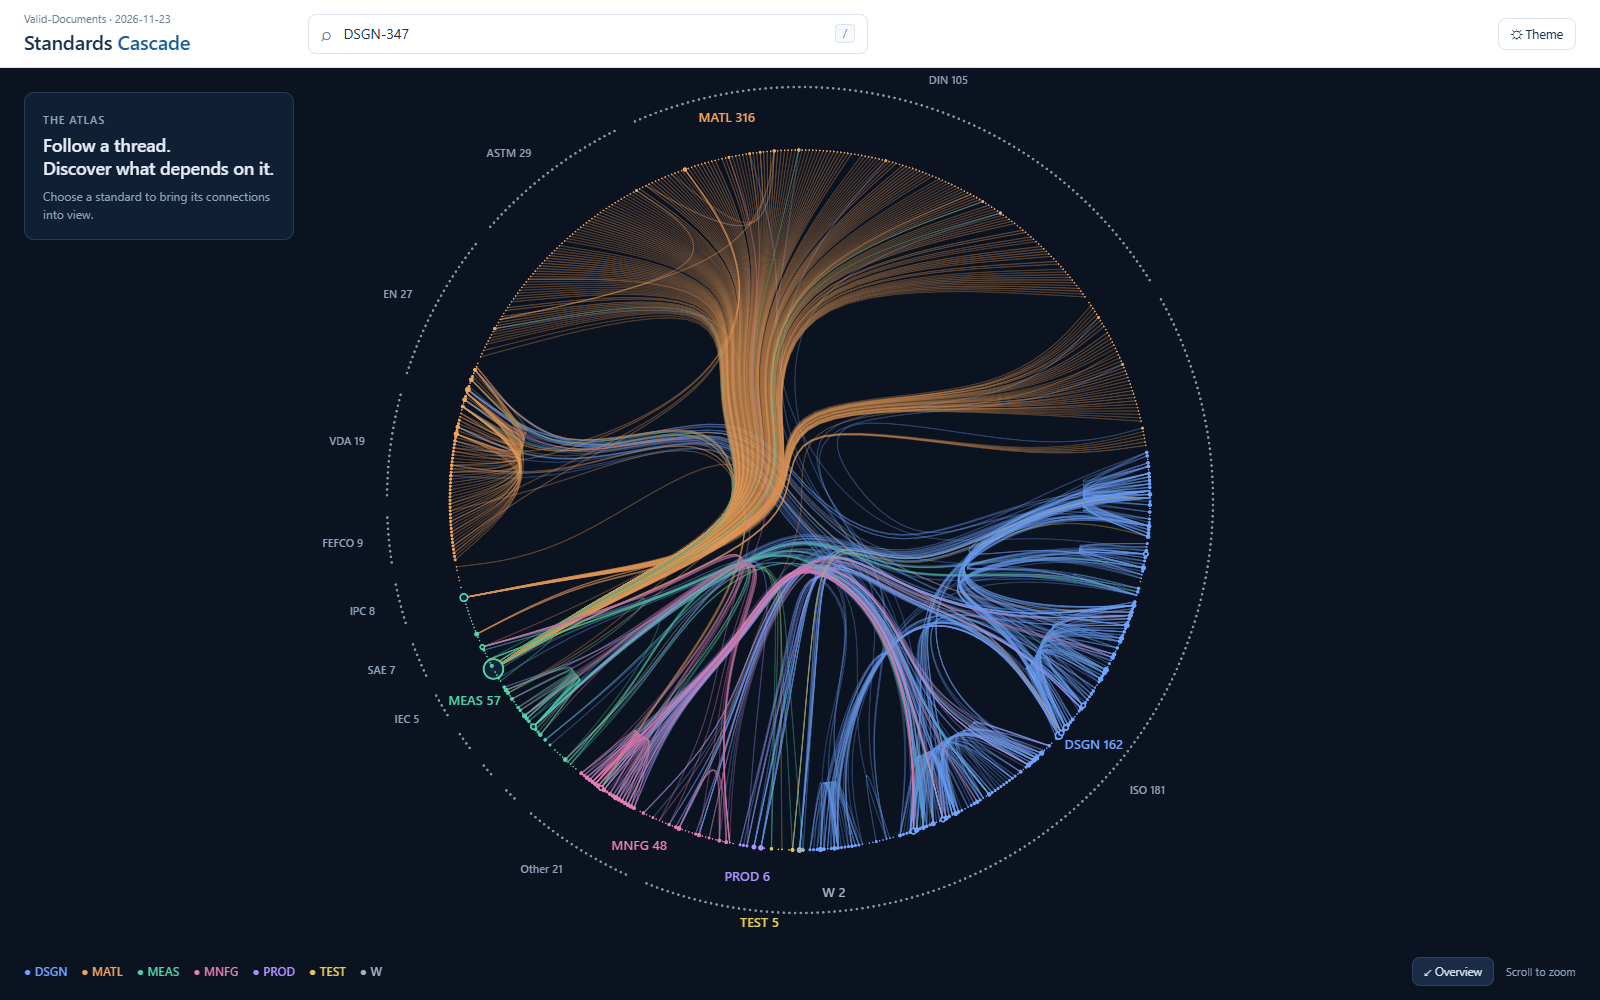 Valid-Documents · 2026-11-23
Standards Cascade
DSGN-347
/
Theme
THE ATLAS
Follow a thread.
Discover what depends on it.
Choose a standard to bring its connections
into view.
DIN 105
MATL 316
ASTM 29
EN 27
VDA 19
FEFCO 9
IPC 8
SAE 7
MEAS 57
IEC 5
DSGN 162
ISO 181
MNFG 48
Other 21
PROD 6
W 2
TEST 5
DSGN MATL MEAS MNFG PROD TEST W
Overview
Scroll to zoom